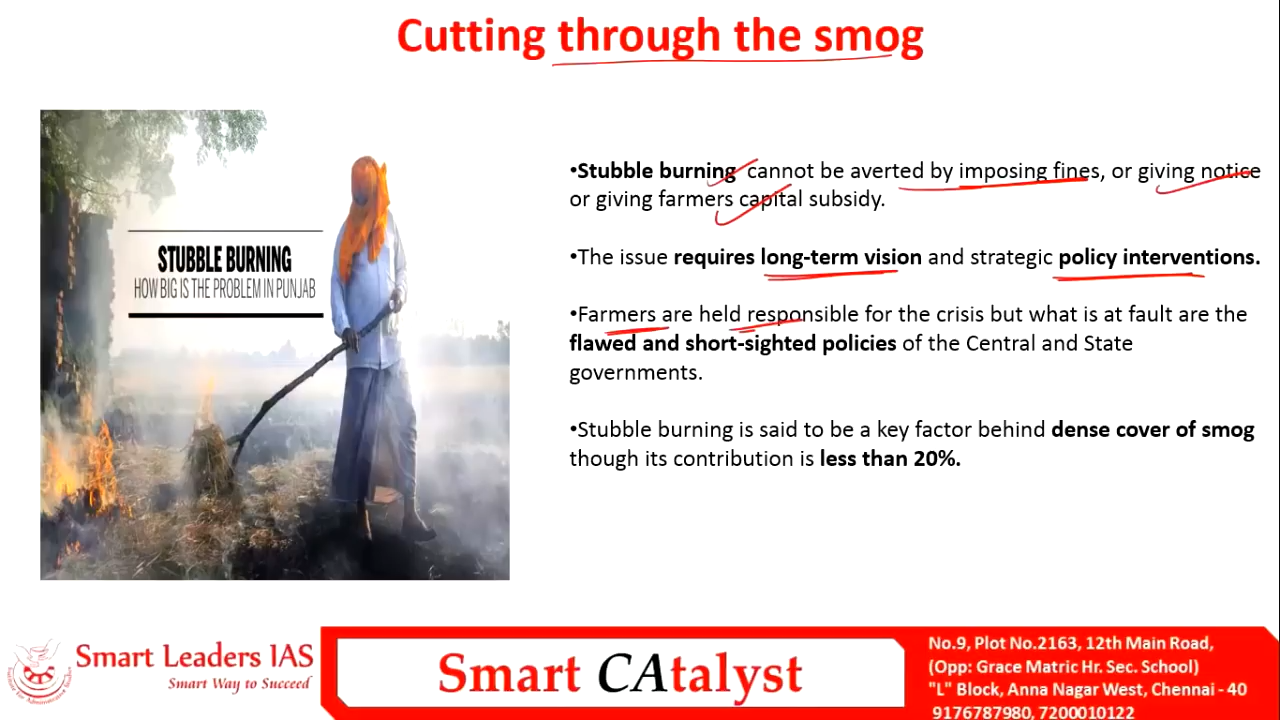 Cutting through the smog
STUBBLE BURNING
HOW BIG IS THE PROBLEM IN PUNJAB
•Stubble burning cannot be averted by imposing fines, or giving notice
or giving farmers capital subsidy.
•The issue requires long-term vision and strategic policy interventions.
•Farmers are held responsible for the crisis but what is at fault are the
flawed and short-sighted policies of the Central and State
governments.
•Stubble burning is said to be a key factor behind dense cover of smog
though its contribution is less than 20%.
Smart Leaders IAS
Smart Way to Succeed
Smart CAtalyst
No.9, Plot No.2163, 12th Main Road,
(Opp: Grace Matric Hr. Sec. School)
"L" Block, Anna Nagar West, Chennai - 40
9176787980, 7200010122